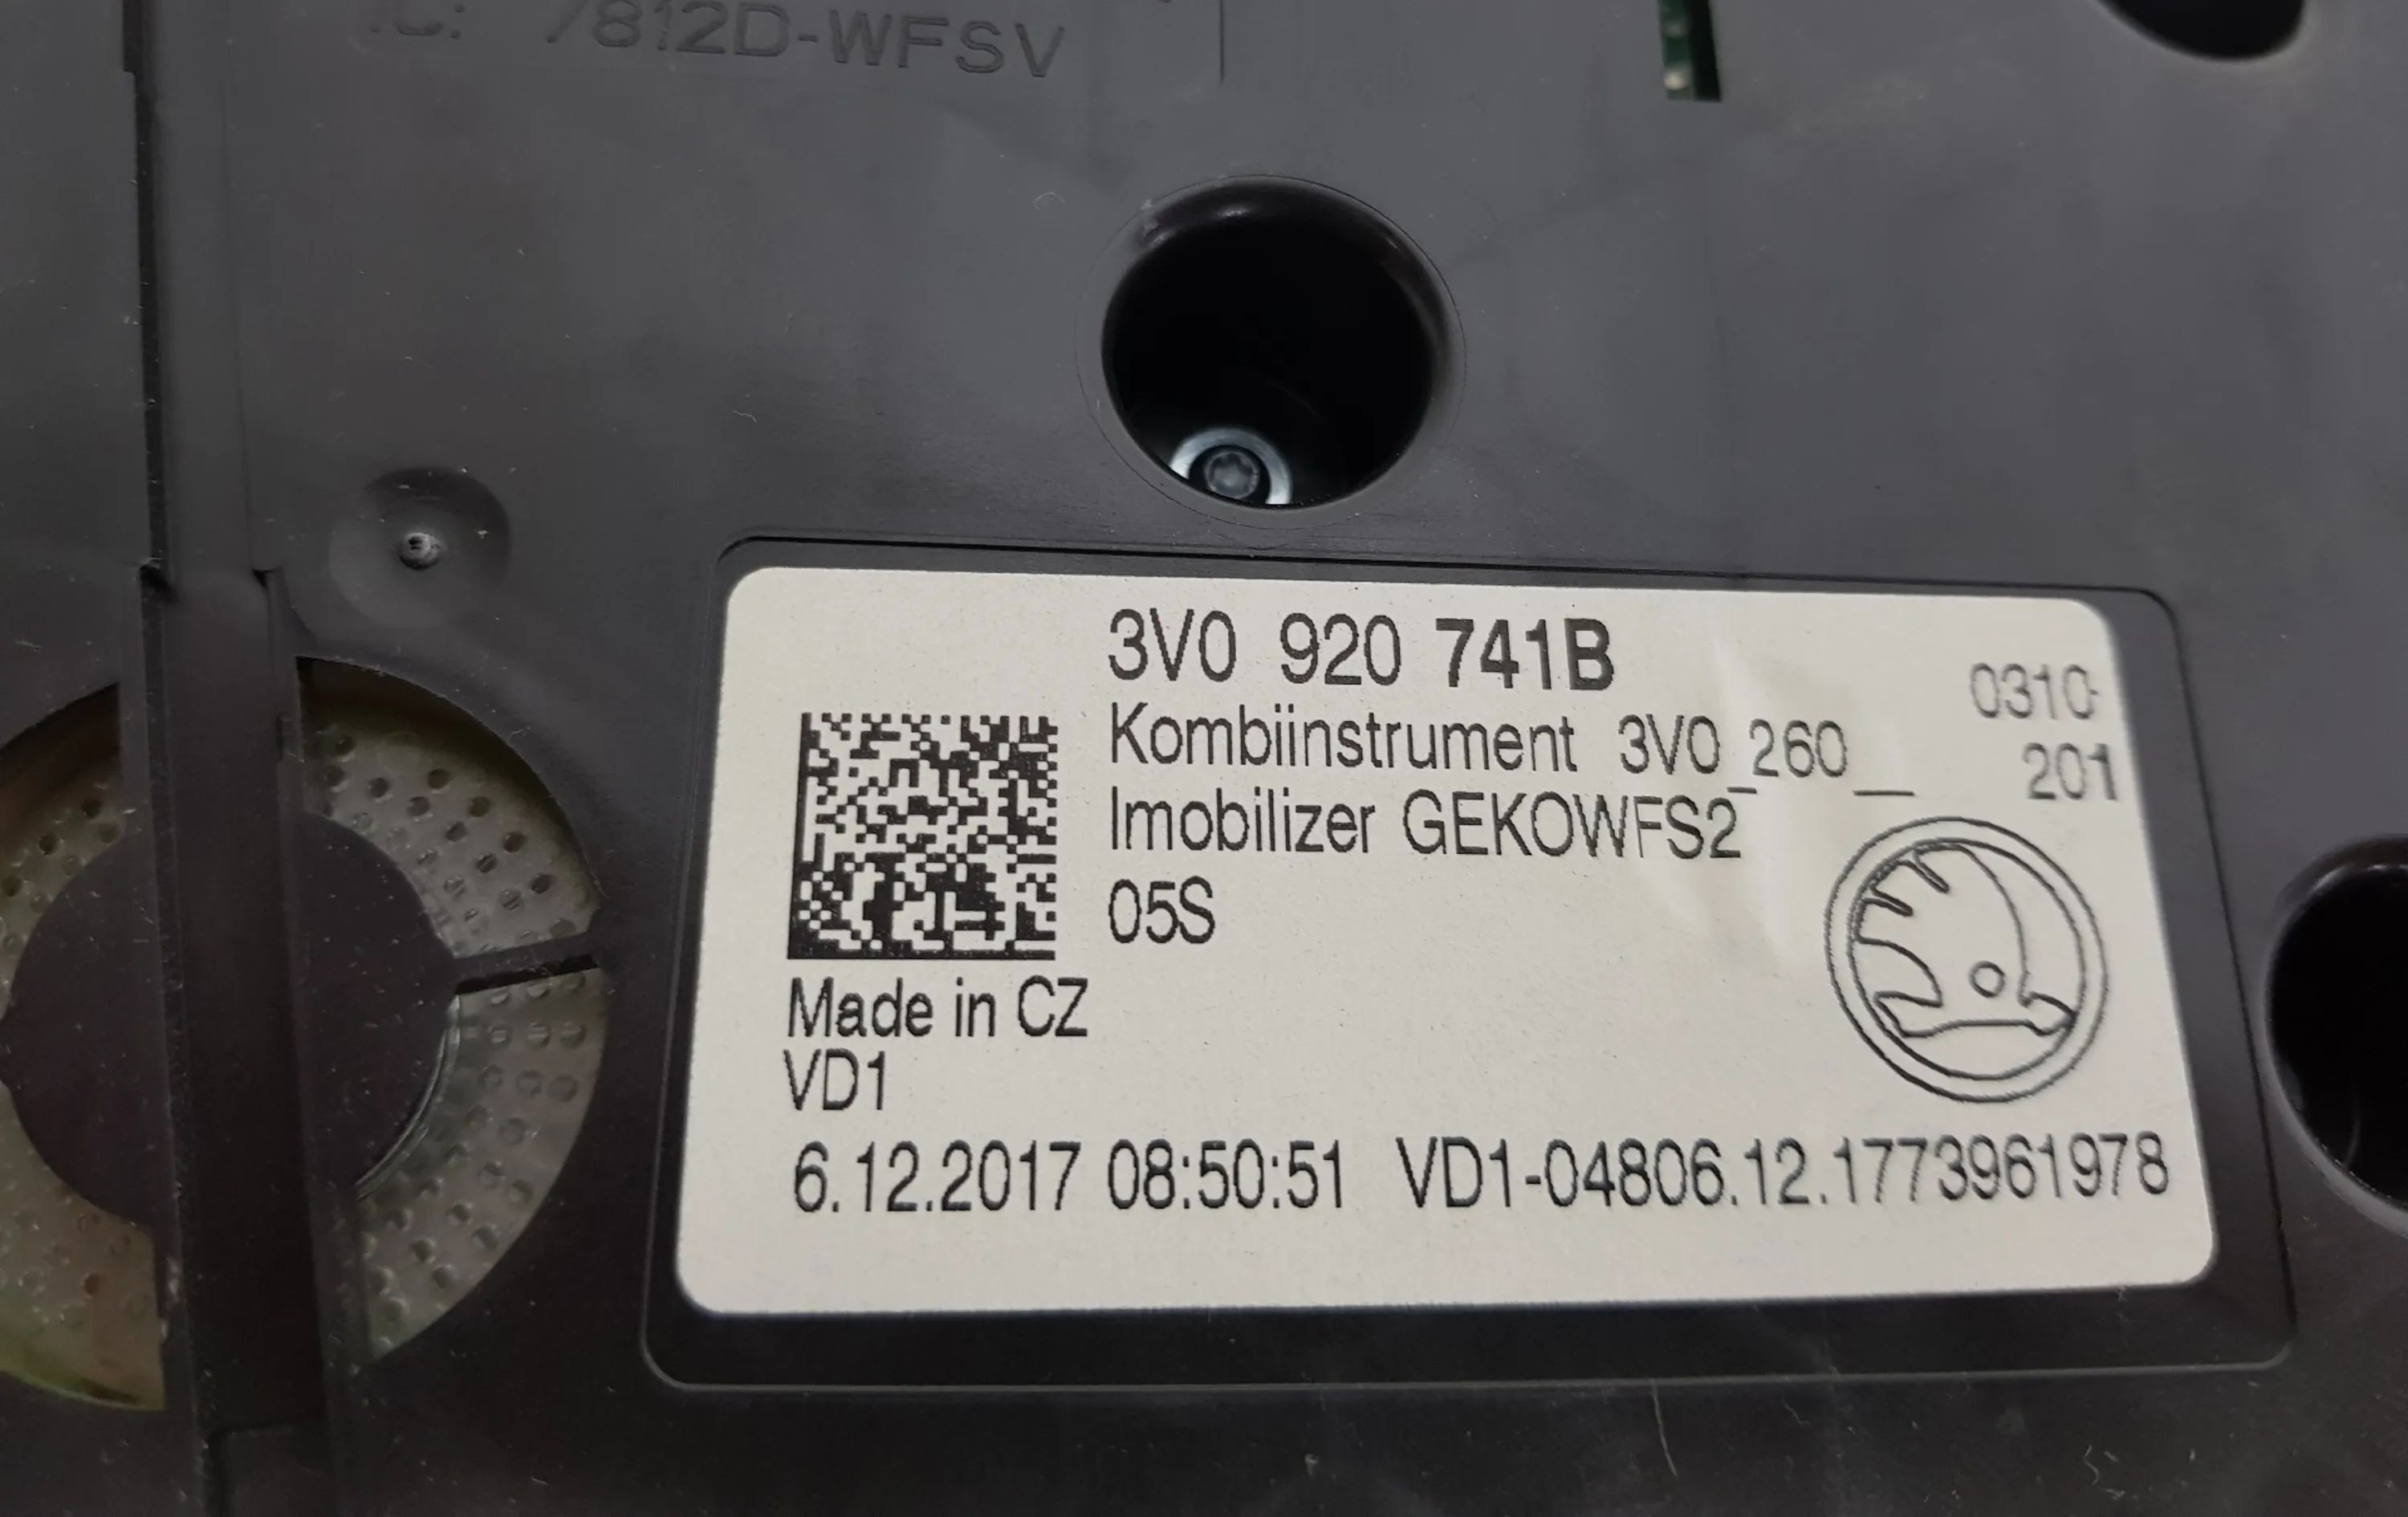 7812D-WFSV
3V0 920 741B
0310
Kombiinstrument 3V0_260__
201
Imobilizer GEKOWFS2
05S
Made in CZ
VD1
6.12.2017 08:50:51 VD1-04806.12.1773961978